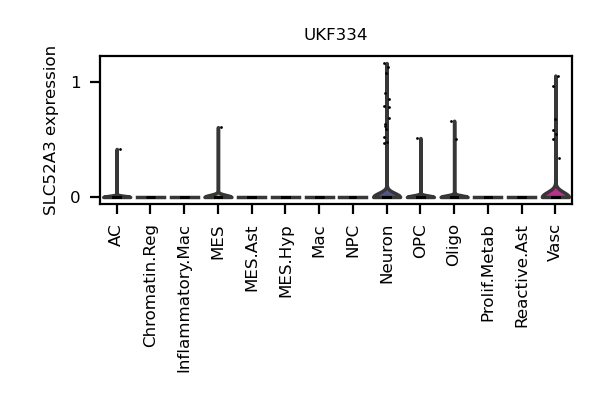 UKF334
SLC52A3 expression
1
0
AC
Chromatin.Reg
Inflammatory.Mac
MES
MES.Ast
MES.Hyp
Mac
NPC
Neuron
OPC
Oligo
Prolif.Metab
Reactive.Ast
Vasc